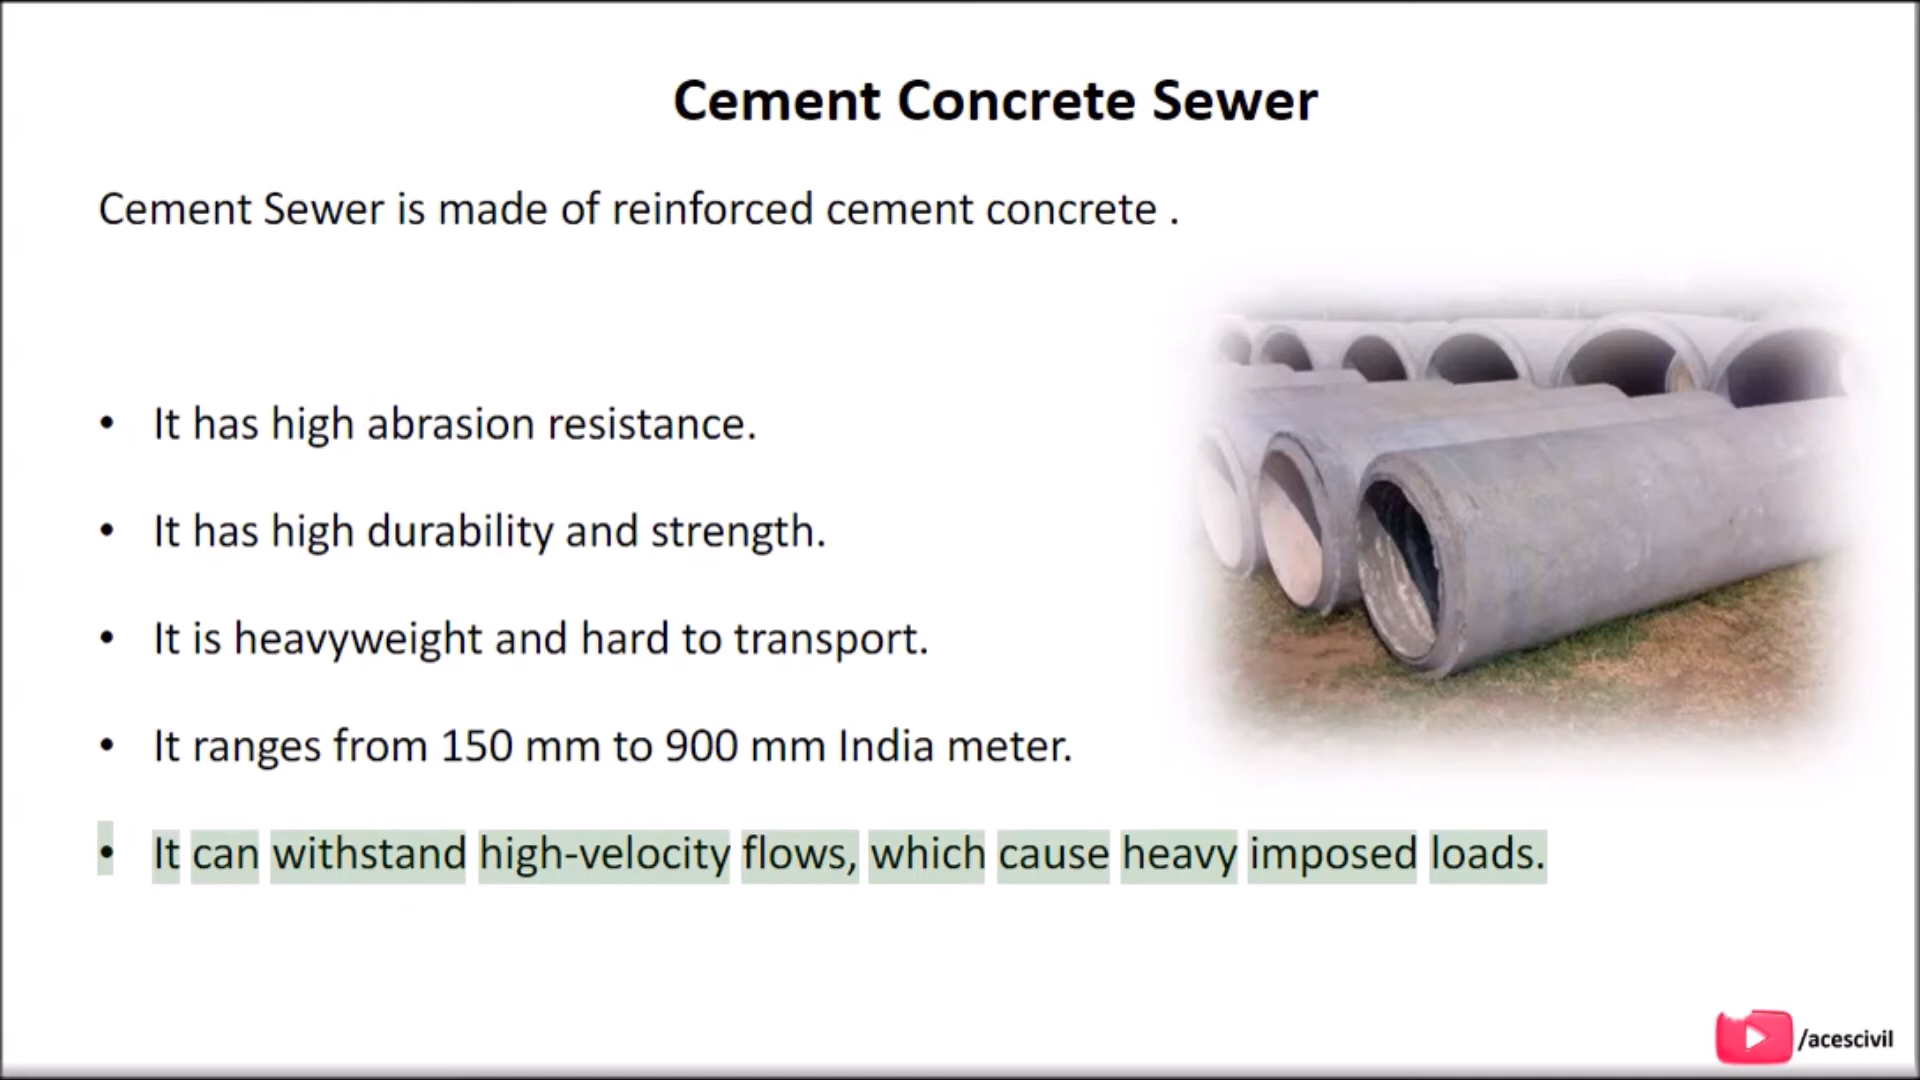 Cement Concrete Sewer
Cement Sewer is made of reinforced cement concrete .
• It has high abrasion resistance.
• It has high durability and strength.
• It is heavyweight and hard to transport.
• It ranges from 150 mm to 900 mm India meter.
• It can withstand high-velocity flows, which cause heavy imposed loads.
/acescivil